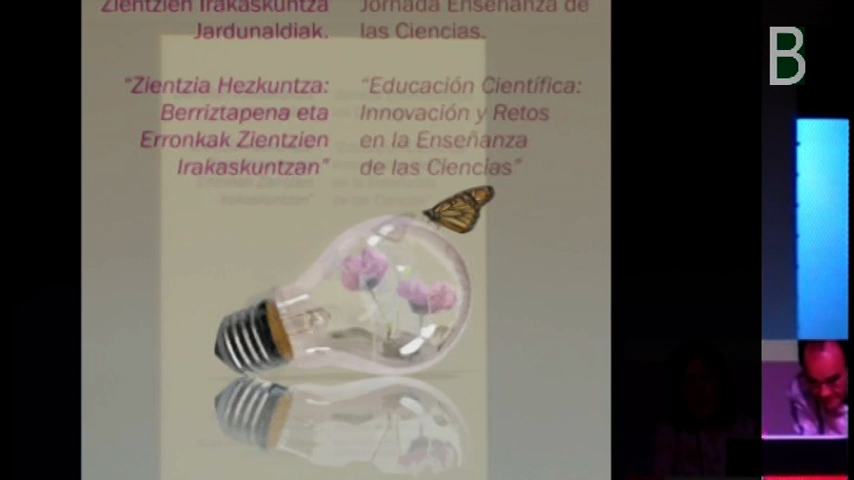 Zientzien Irakaskuntza
Jardunaldiak.
Jornada Enseñanza de
las Ciencias.
"Zientzia Hezkuntza:
Berriztapena eta
Erronkak Zientzien
Irakaskuntzan"
"Educación Científica:
Innovación y Retos
en la Enseñanza
de las Ciencias"
B